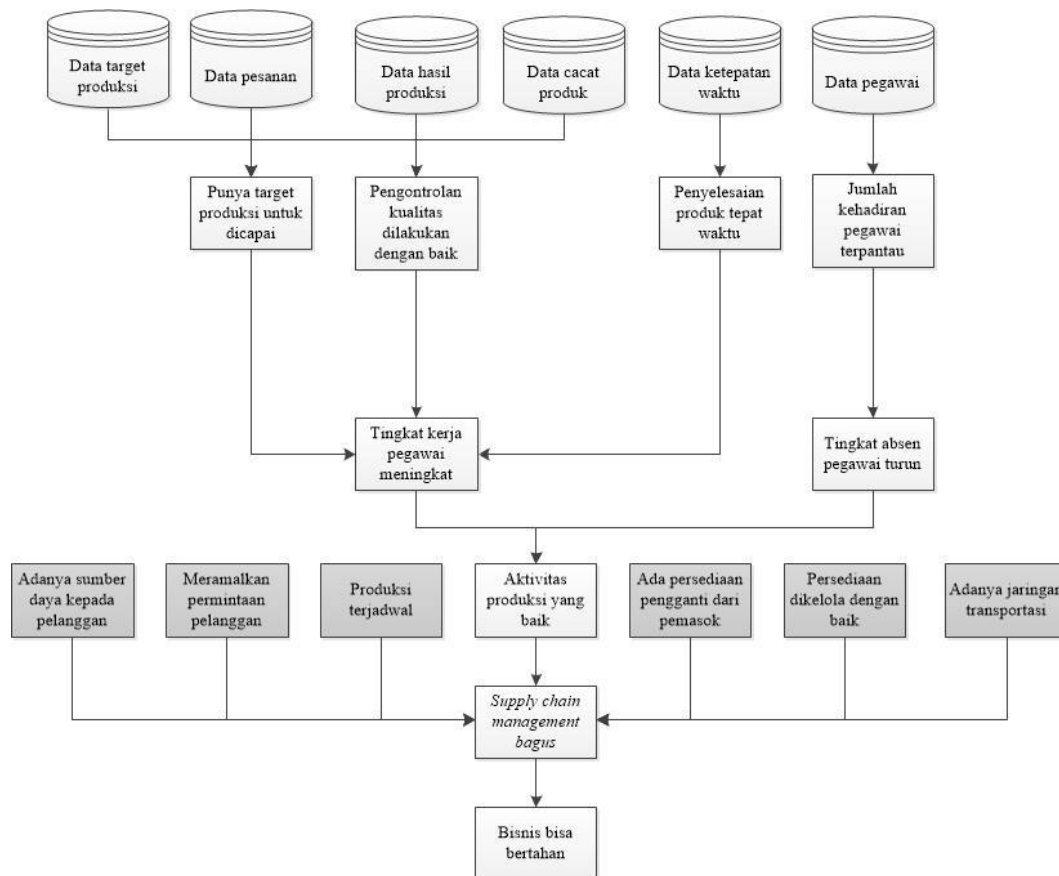 Data target
produksi
Data pesanan
Data hasil
produksi
Data cacat
produk
Data ketepatan
waktu
Data pegawai
Punya target
produksi untuk
dicapai
Pengontrolan
kualitas
dilakukan
dengan baik
Penyelesaian
produk tepat
waktu
Jumlah
kehadiran
pegawai
terpantau
Tingkat kerja
pegawai
meningkat
Tingkat absen
pegawai turun
Adanya sumber
daya kepada
pelanggan
Meramalkan
permintaan
pelanggan
Produksi
terjadwal
Aktivitas
produksi yang
baik
Ada persediaan
pengganti dari
pemasok
Persediaan
dikelola dengan
baik
Adanya jaringan
transportasi
Supply chain
management
bagus
Bisnis bisa
bertahan